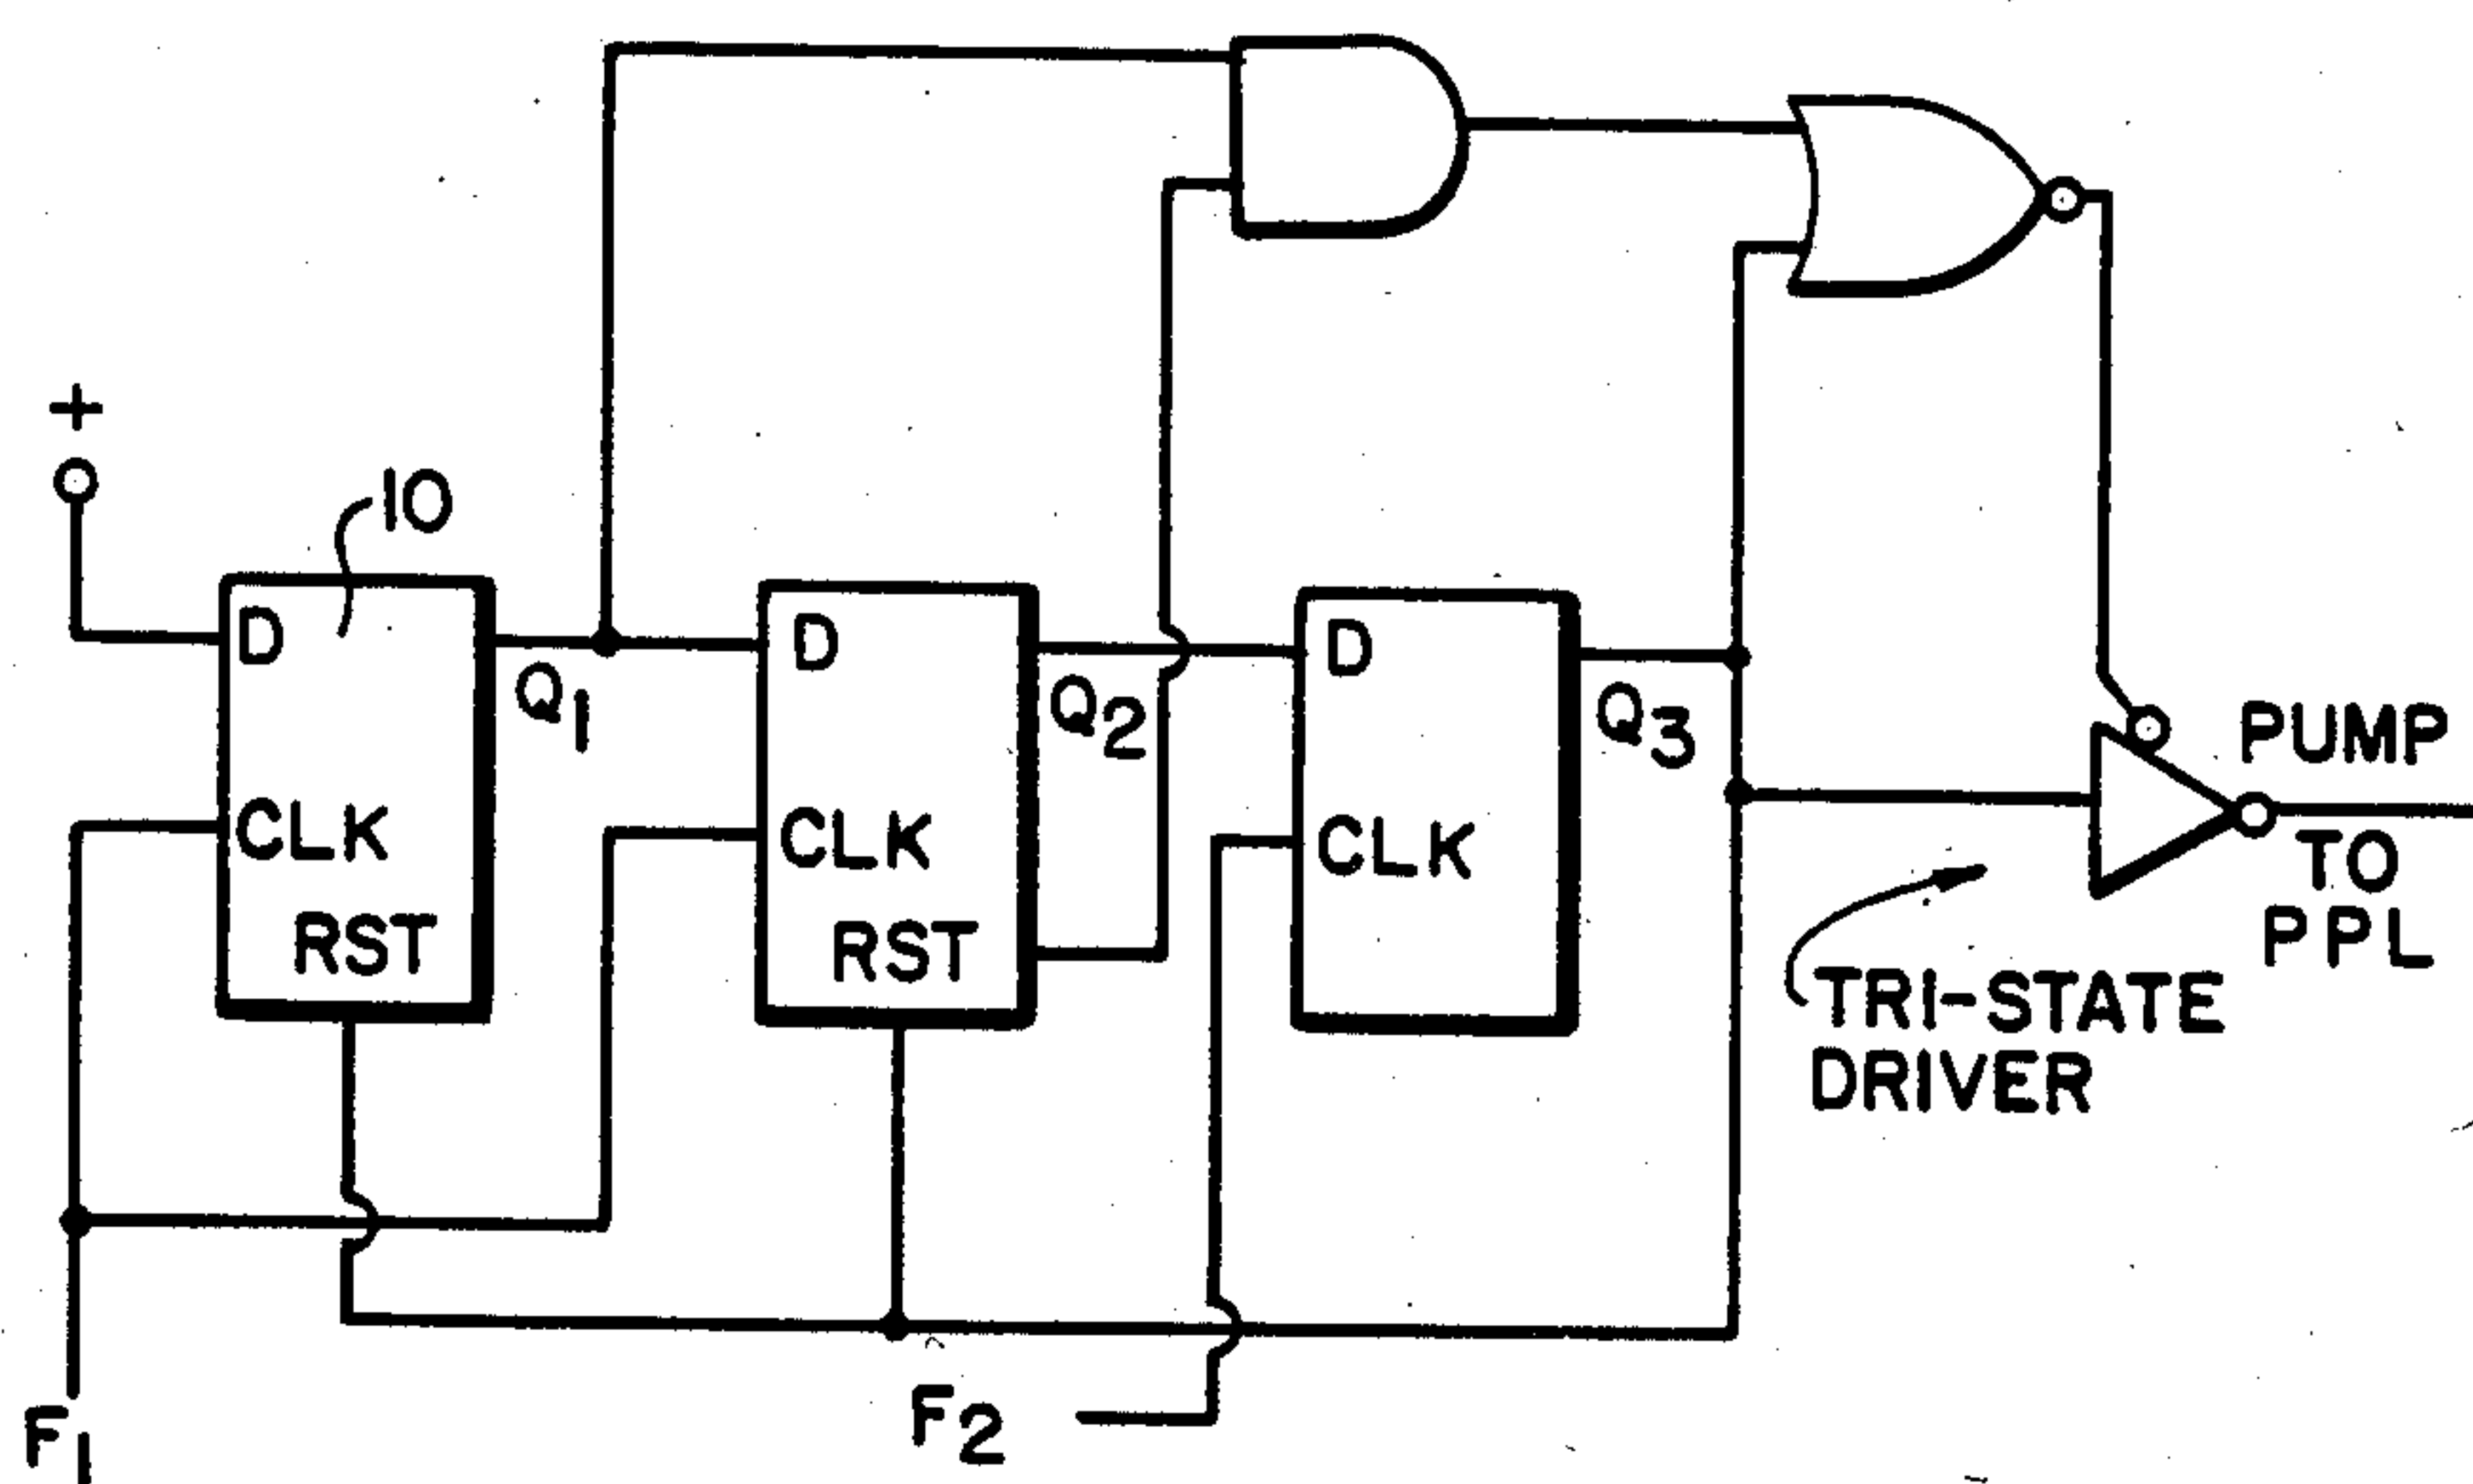 +
10
D
CLK
RST
Q1
D
CLK
RST
Q2
D
CLK
Q3
PUMP
TO
PPL
TRI-STATE
DRIVER
F1
F2